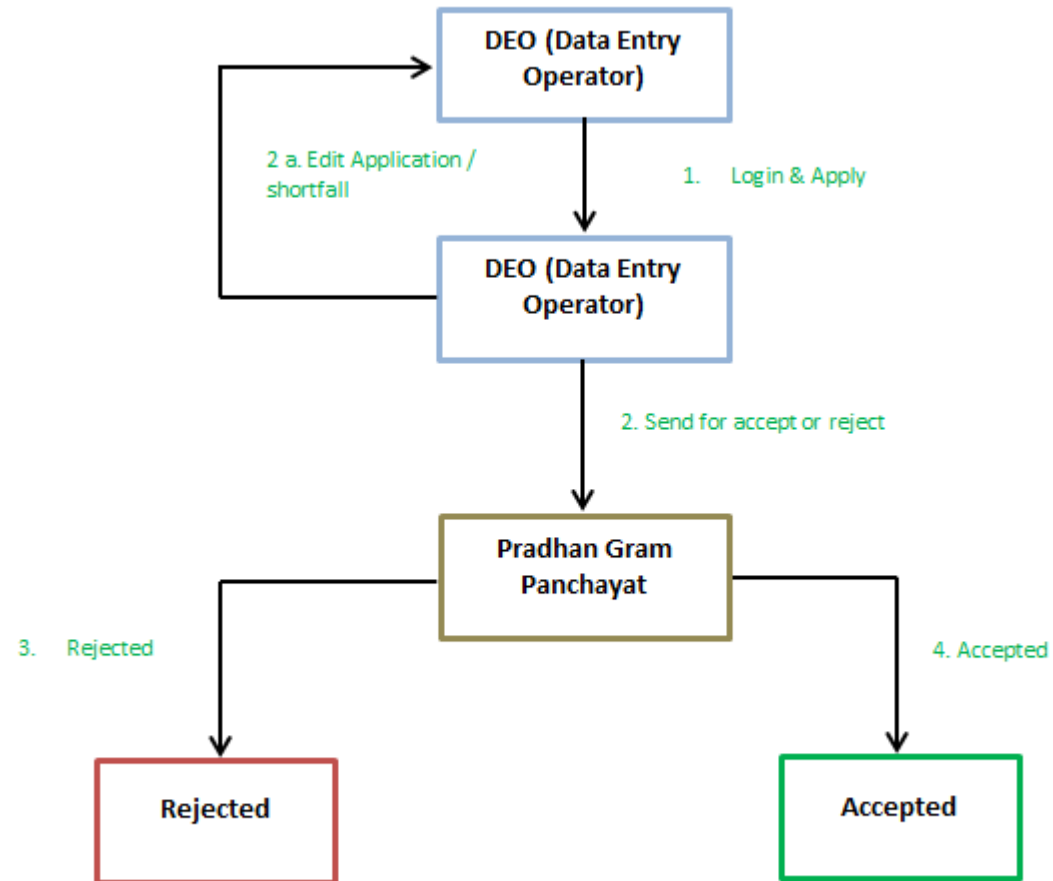 DEO (Data Entry
Operator)
2 a. Edit Application /
shortfall
1. Login & Apply
DEO (Data Entry
Operator)
2. Send for accept or reject
Pradhan Gram
Panchayat
3. Rejected
4. Accepted
Rejected
Accepted